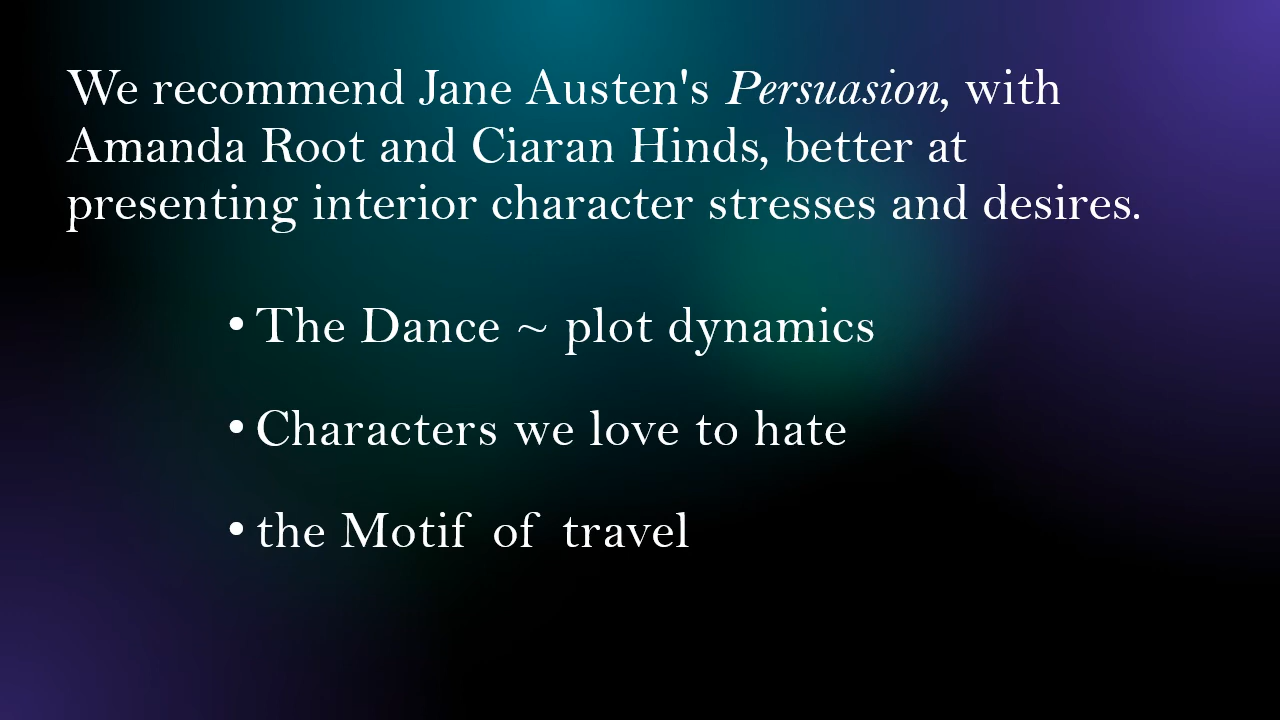 We recommend Jane Austen's Persuasion, with
Amanda Root and Ciaran Hinds, better at
presenting interior character stresses and desires.
• The Dance ~ plot dynamics
• Characters we love to hate
• the Motif of travel